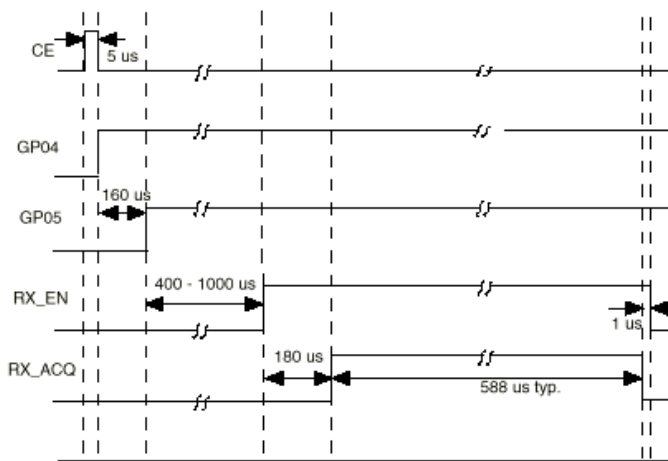 CE
5 us
GP04
160 us
GP05
400 - 1000 us
RX_EN
1 us
180 us
RX_ACQ
588 us typ.